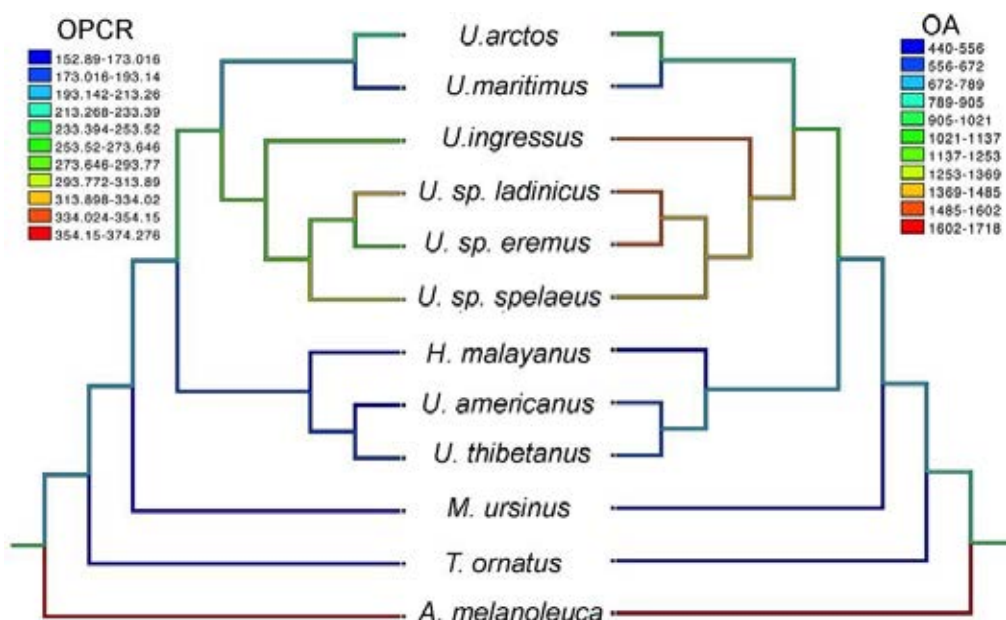 OPCR
152.89-173.016
173.016-193.14
193.142-213.26
213.268-233.39
233.394-253.52
253.52-273.646
273.646-293.77
293.772-313.89
313.898-334.02
334.024-354.15
354.15-374.276
U.arctos
U.maritimus
U.ingressus
U. sp. ladinicus
U. sp. eremus
U. sp. spelaeus
H. malayanus
U. americanus
U. thibetanus
M. ursinus
T. ornatus
A. melanoleuca
OA
440-556
556-672
672-789
789-905
905-1021
1021-1137
1137-1253
1253-1369
1369-1485
1485-1602
1602-1718